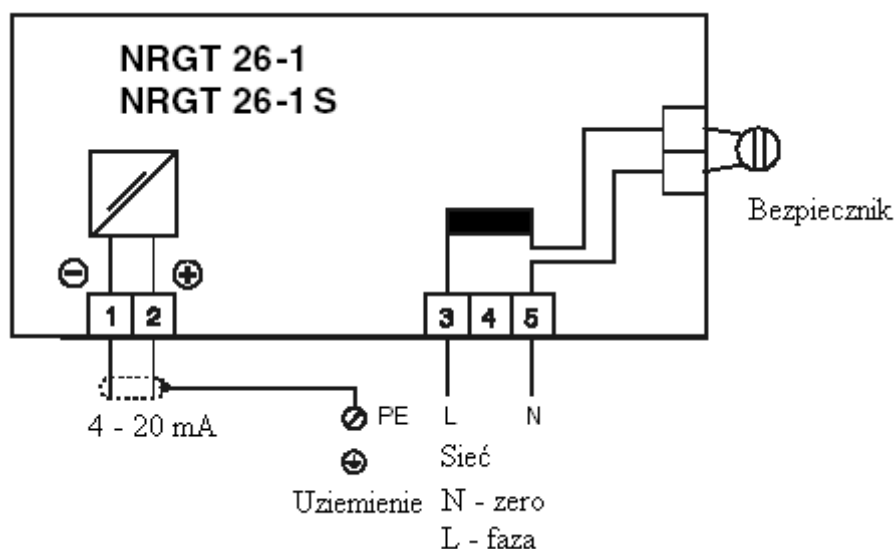 NRGT 26-1
NRGT 26-1 S
Bezpiecznik
1 2
3 4 5
4 - 20 mA
PE L N
Uziemienie
Sieć
N - zero
L - faza